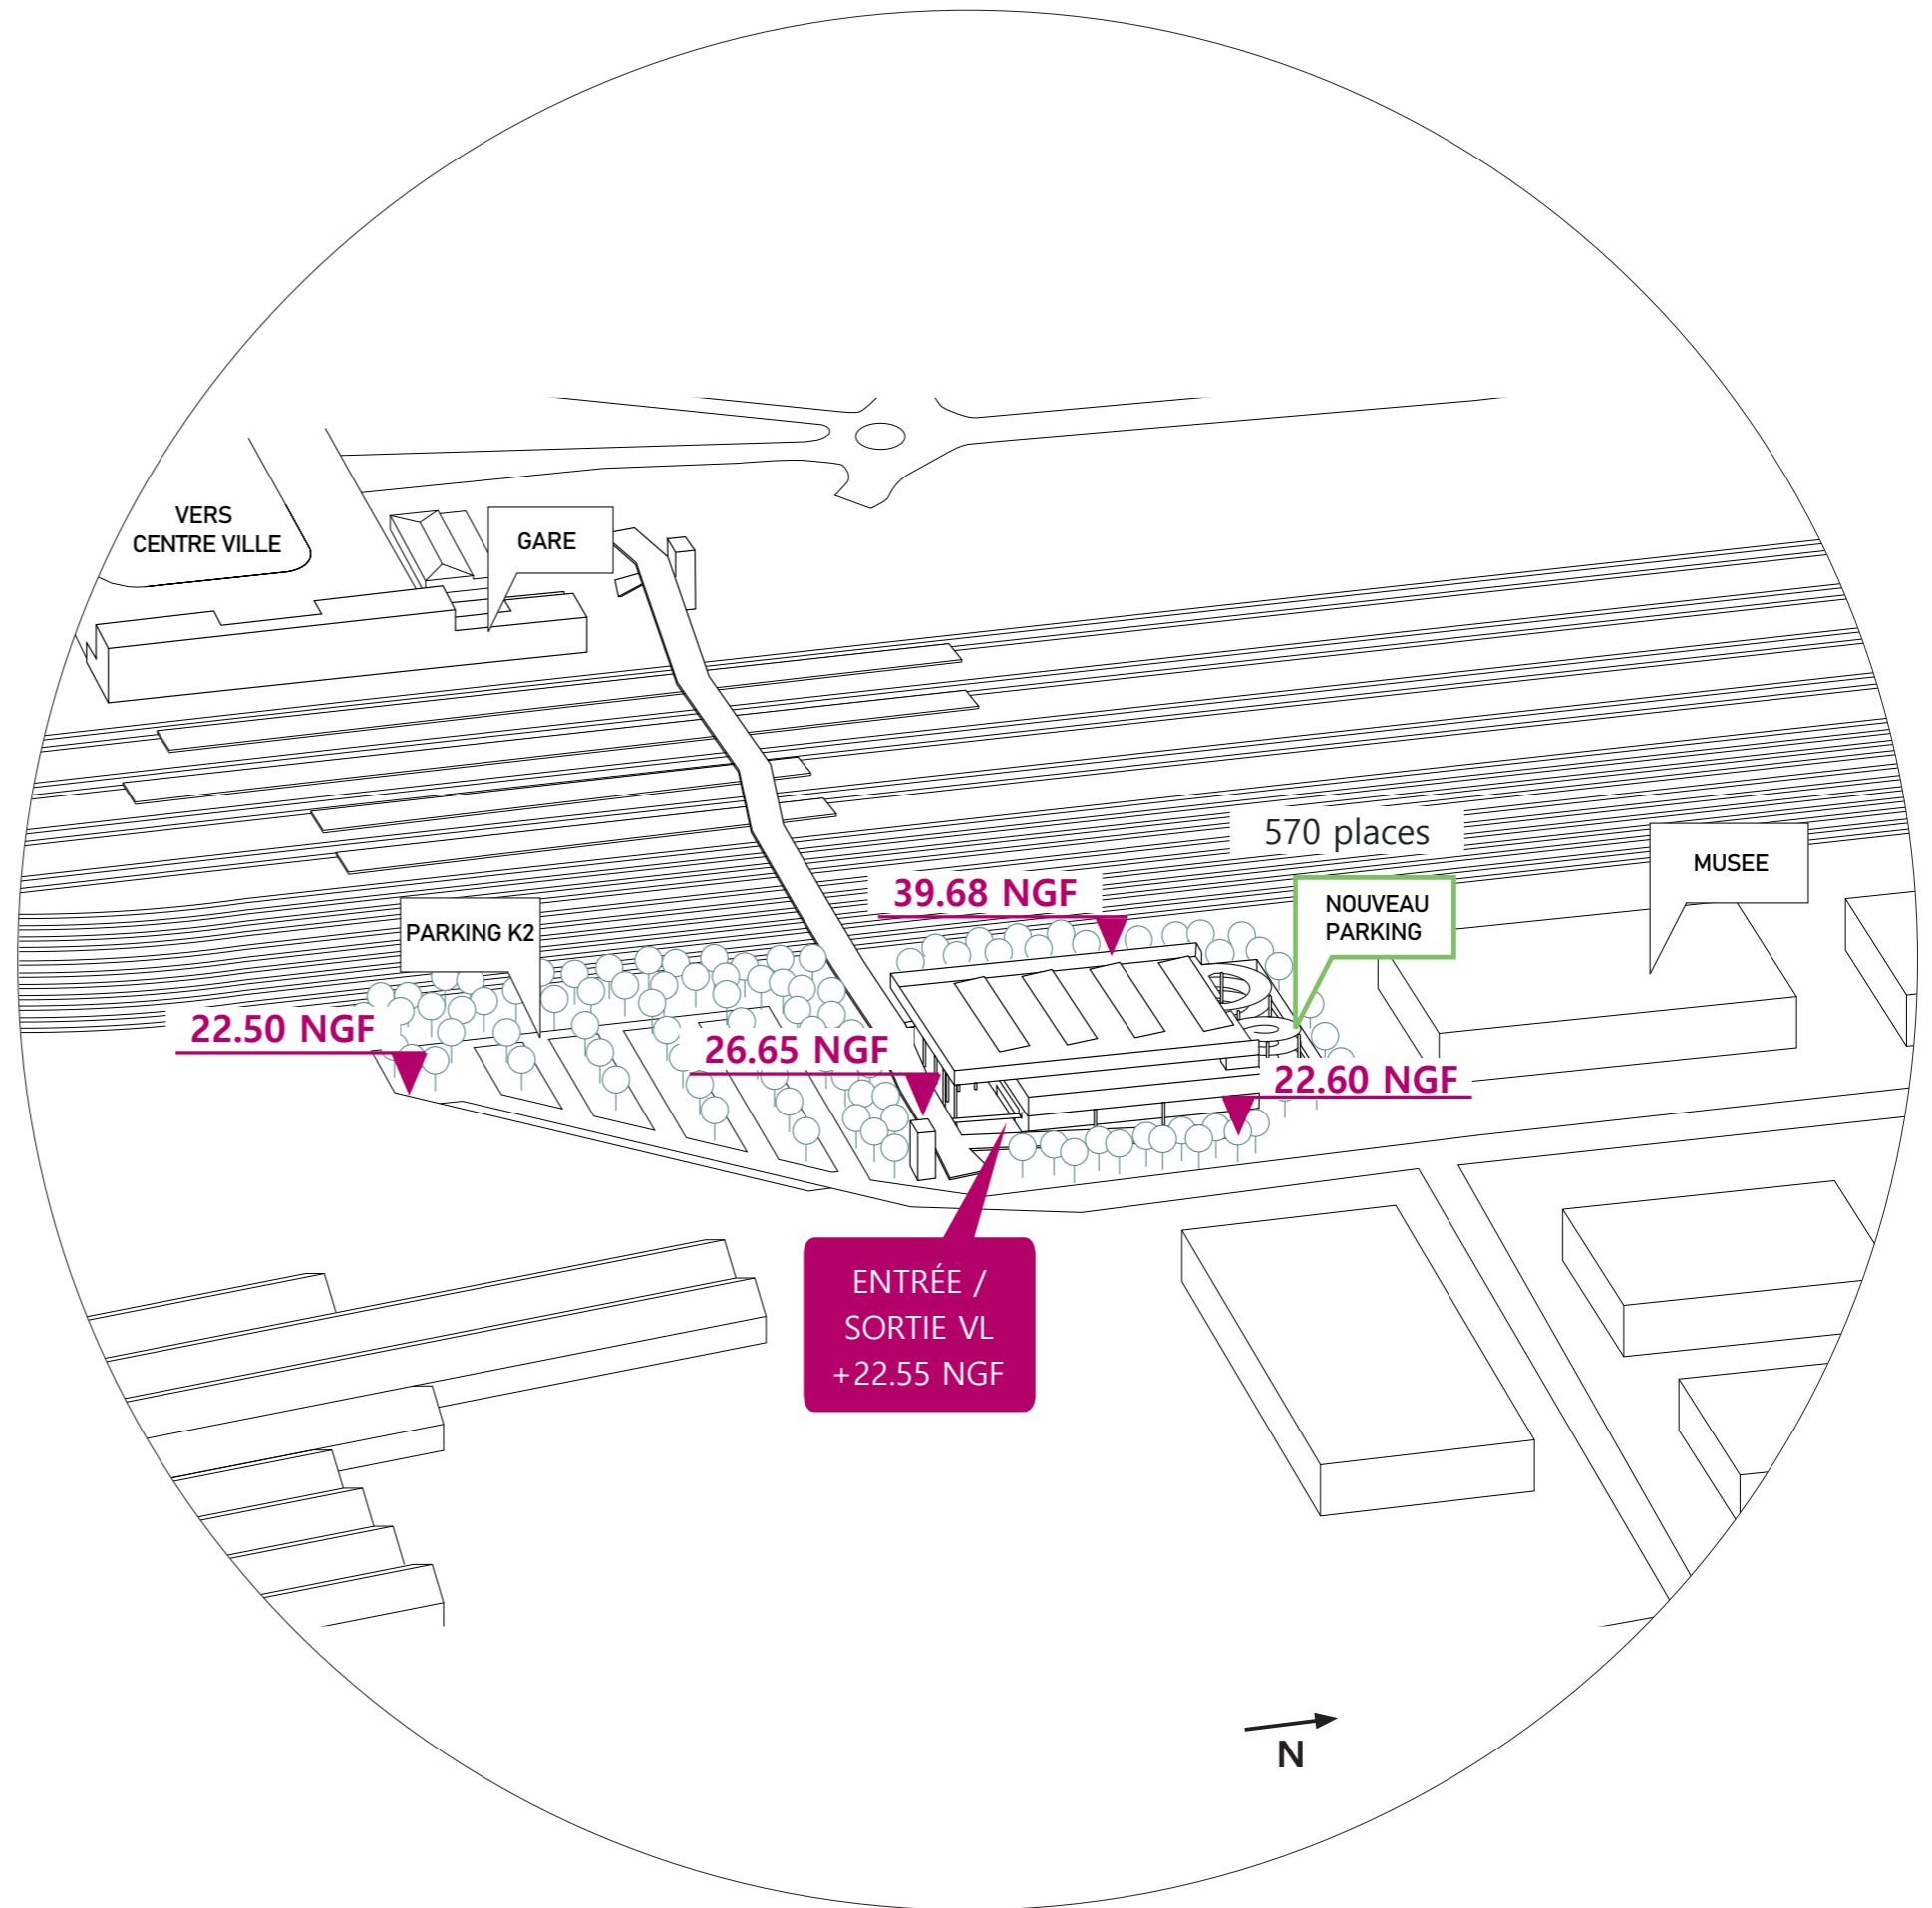 VERS
CENTRE VILLE
GARE
570 places
MUSEE
39.68 NGF
NOUVEAU
PARKING
PARKING K2
22.50 NGF
26.65 NGF
22.60 NGF
ENTRÉE /
SORTIE VL
+22.55 NGF
N